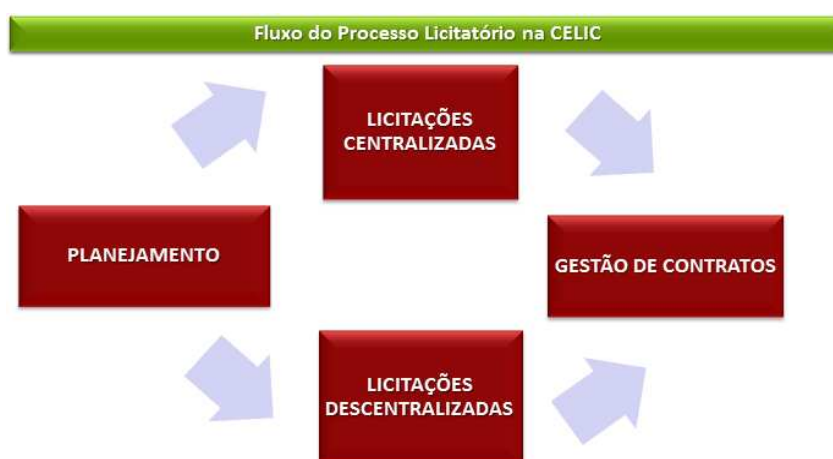 Fluxo do Processo Licitatório na CELIC
LICITAÇÕES
CENTRALIZADAS
PLANEJAMENTO
GESTÃO DE CONTRATOS
LICITAÇÕES
DESCENTRALIZADAS